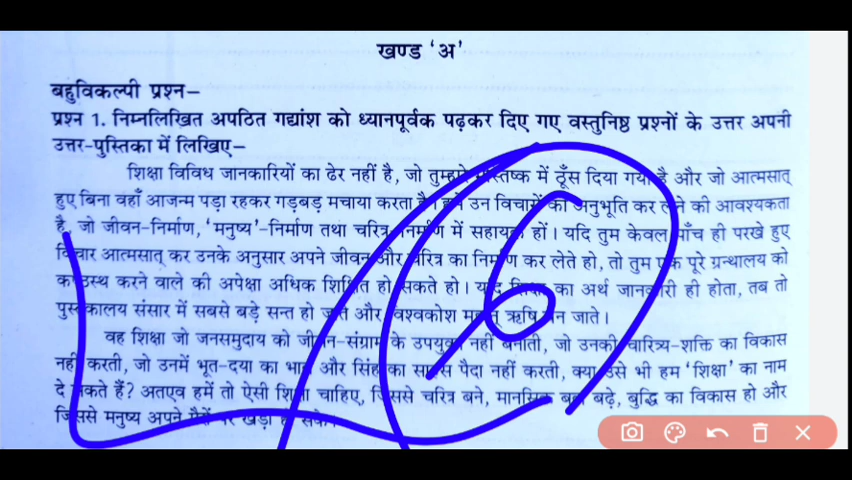 खण्ड 'अ'
बहुविकल्पी प्रश्न–
प्रश्न 1. निम्नलिखित अपठित गद्यांश को ध्यानपूर्वक पढ़कर दिए गए वस्तुनिष्ठ प्रश्नों के उत्तर अपनी
उत्तर-पुस्तिका में लिखिए–
शिक्षा विविध जानकारियों का ढेर नहीं है, जो तुम्हारे मस्तिष्क में ठूँस दिया गया है और जो आत्मसात्
हुए बिना वहाँ आजन्म पड़ा रहकर गड़बड़ मचाया करता है। हमें उन विचारों की अनुभूति कर लेने की आवश्यकता
है, जो जीवन-निर्माण, 'मनुष्य'-निर्माण तथा चरित्र निर्माण में सहायक हों। यदि तुम केवल पाँच ही परखे हुए
विचार आत्मसात् कर उनके अनुसार अपने जीवन और चरित्र का निर्माण कर लेते हो, तो तुम एक पूरे ग्रन्थालय को
कण्ठस्थ करने वाले की अपेक्षा अधिक शिक्षित हो सकते हो। यदि शिक्षा का अर्थ जानकारी ही होता, तब तो
पुस्तकालय संसार में सबसे बड़े सन्त हो जाते और विश्वकोश महान् ऋषि बन जाते।
वह शिक्षा जो जनसमुदाय को जीवन-संग्राम के उपयुक्त नहीं बनाती, जो उनकी चारित्र्य-शक्ति का विकास
नहीं करती, जो उनमें भूत-दया का भाव और सिंह का साहस पैदा नहीं करती, क्या उसे भी हम 'शिक्षा' का नाम
दे सकते हैं? अतएव हमें तो ऐसी शिक्षा चाहिए, जिससे चरित्र बने, मानसिक बल बढ़े, बुद्धि का विकास हो और
जिससे मनुष्य अपने पैरों पर खड़ा हो सके।